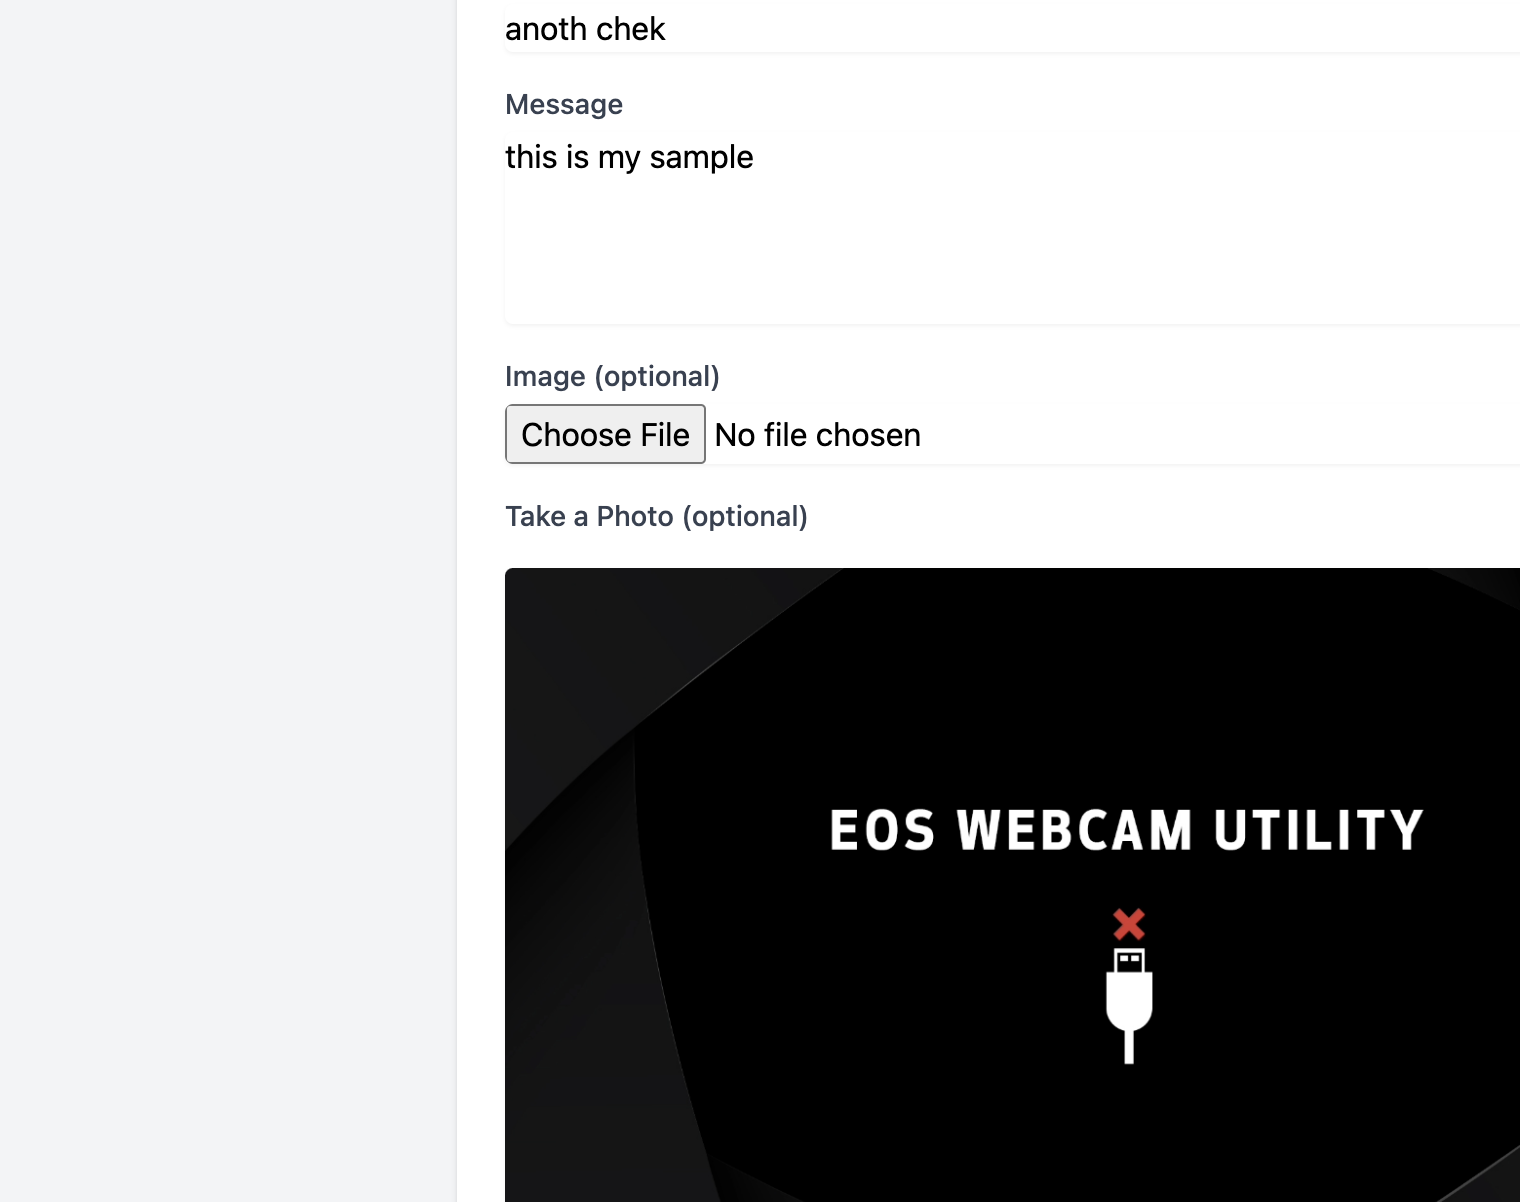 anoth chek
Message
this is my sample
Image (optional)
Choose File No file chosen
Take a Photo (optional)
EOS WEBCAM UTILITY